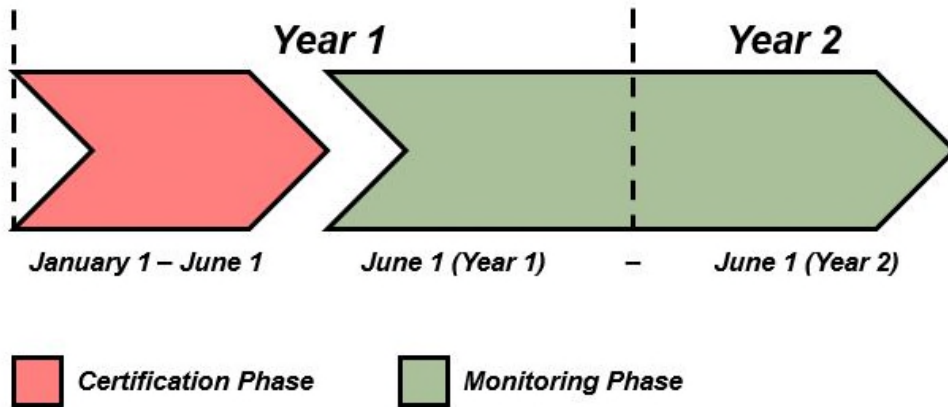 Year 1 Year 2
January 1 – June 1 June 1 (Year 1) – June 1 (Year 2)
Certification Phase Monitoring Phase